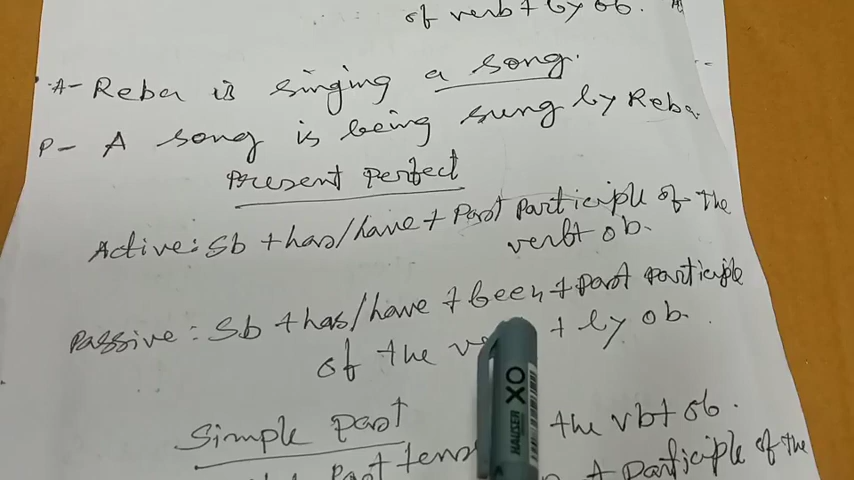 of verb + by ob.
A- Reba is singing a song.
P- A song is being sung by Reba.
Present Perfect
Active: Sb + has/have + Past Participle of the
verb + ob.
Passive: Sb + has/have + been + past participle
of the + by ob.
Simple past
Past tens the vb + ob.
+ participle of the
HAUSER XO